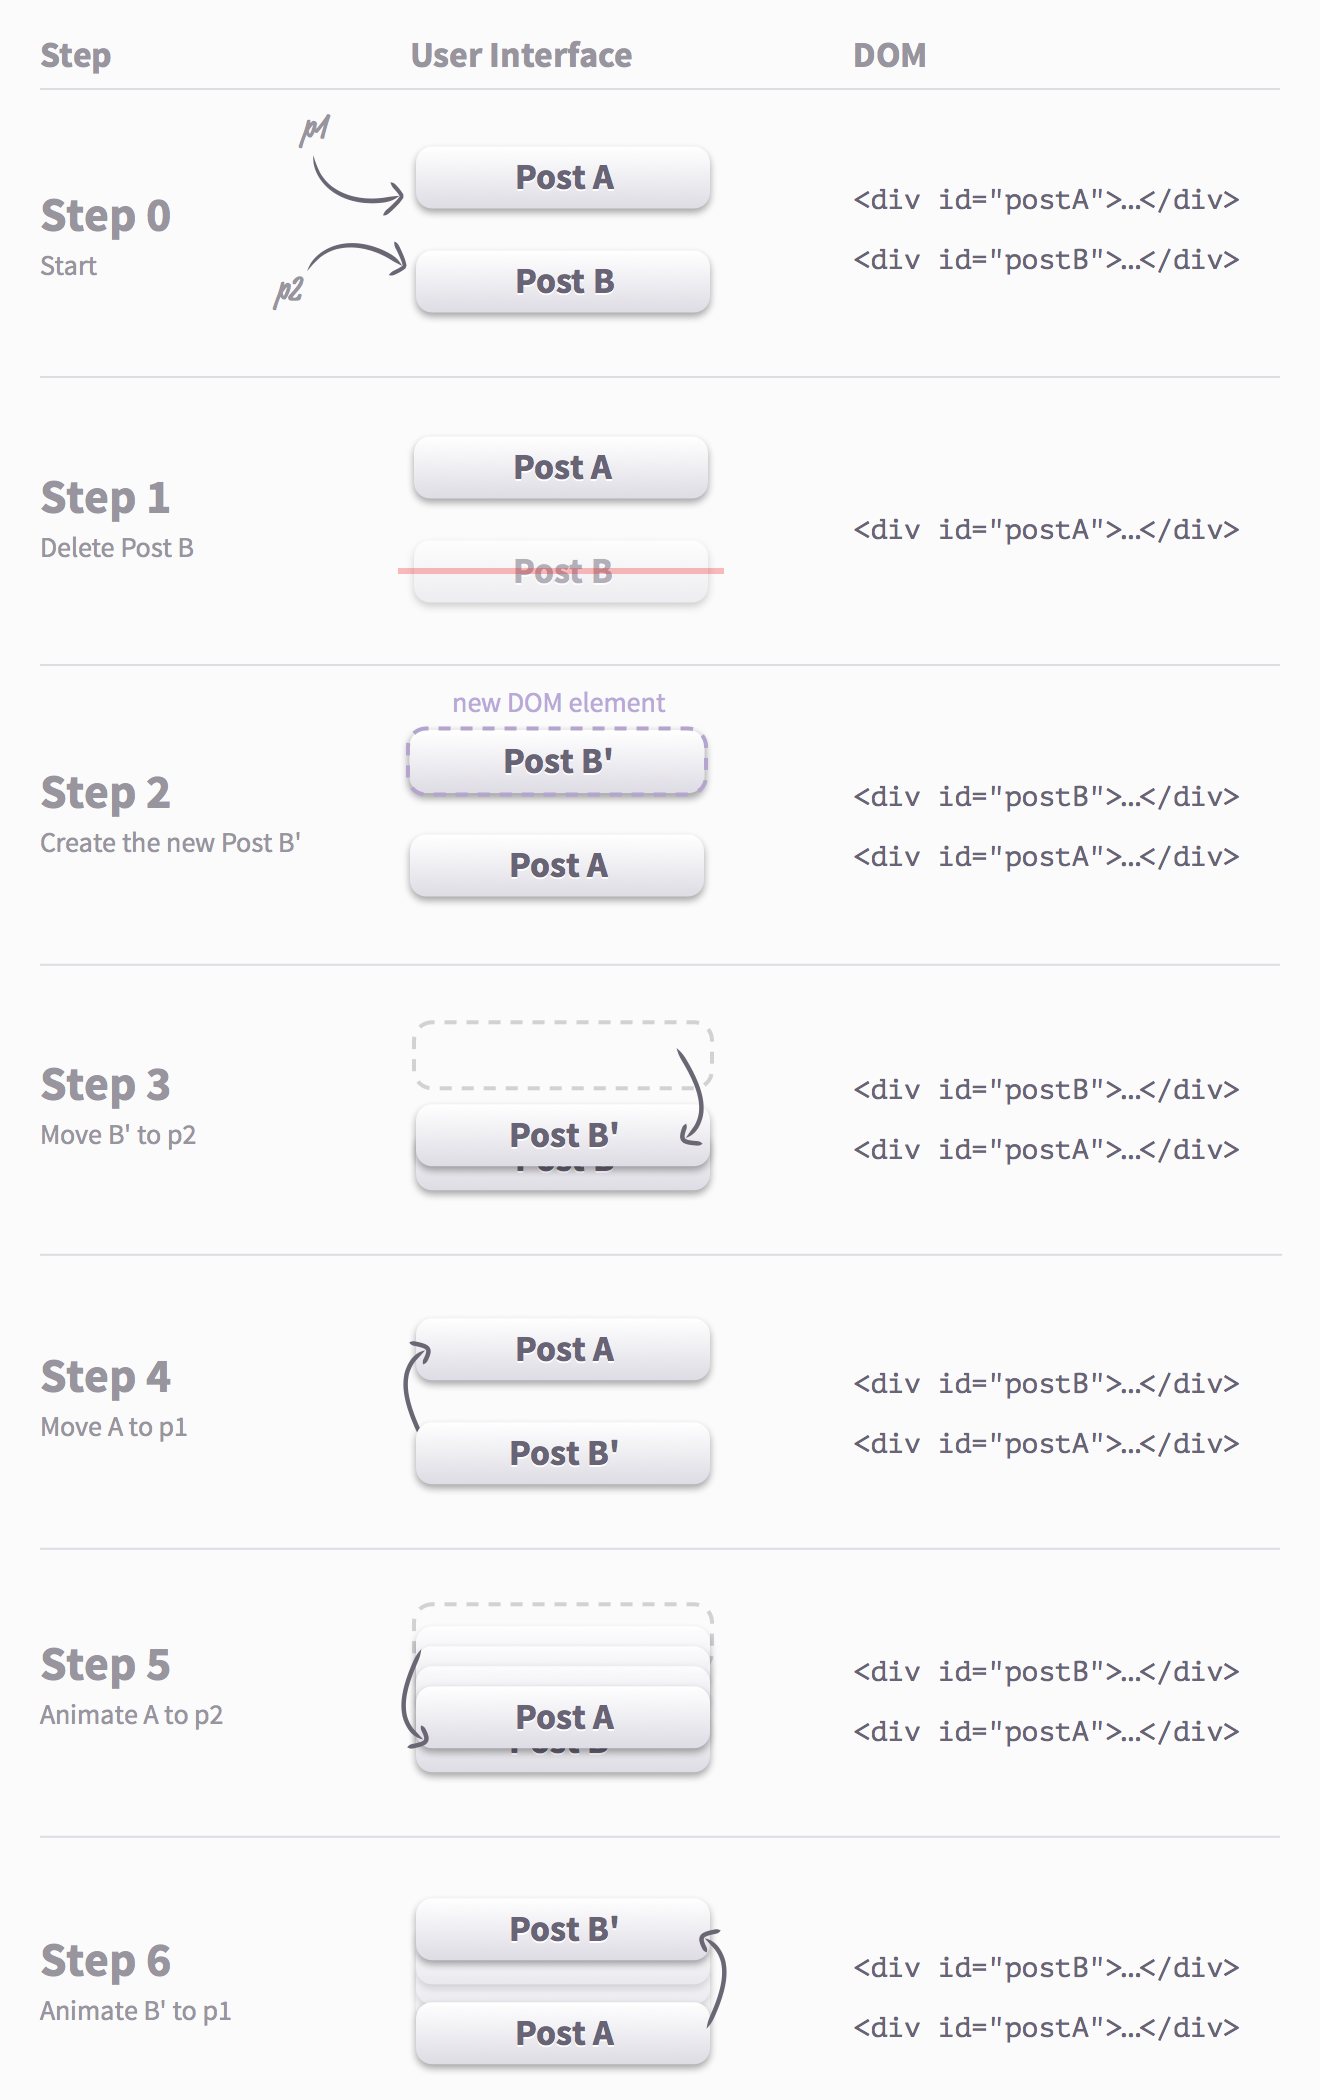 Step User Interface DOM
p1
Post A
<div id="postA">…</div>
Step 0
Start
<div id="postB">…</div>
Post B
p2
Post A
Step 1
Delete Post B
<div id="postA">…</div>
Post B
new DOM element
Post B'
Step 2
Create the new Post B'
<div id="postB">…</div>
<div id="postA">…</div>
Post A
Step 3
Move B' to p2
<div id="postB">…</div>
Post B'
<div id="postA">…</div>
Post A
Step 4
Move A to p1
<div id="postB">…</div>
<div id="postA">…</div>
Post B'
Step 5
Animate A to p2
<div id="postB">…</div>
Post A
<div id="postA">…</div>
Post B'
Step 6
Animate B' to p1
<div id="postB">…</div>
<div id="postA">…</div>
Post A